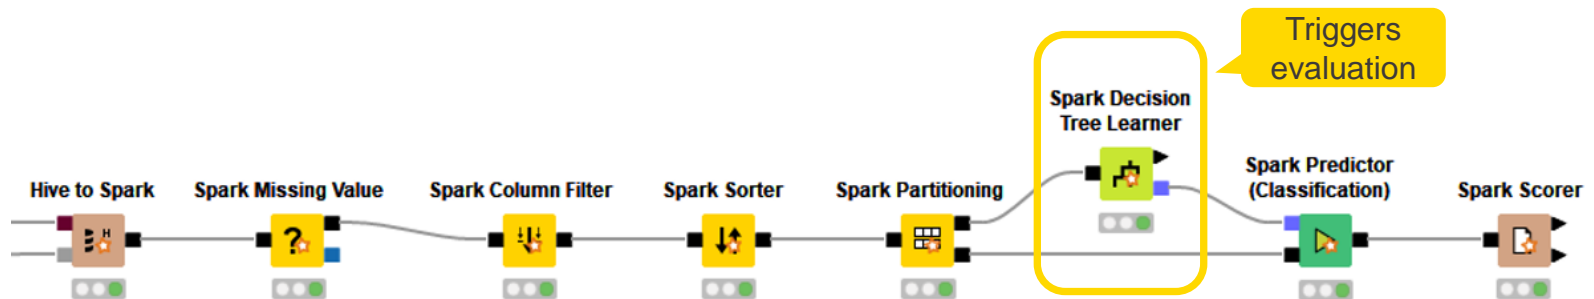 Triggers
evaluation
Spark Decision
Tree Learner
Hive to Spark
Spark Missing Value
Spark Column Filter
Spark Sorter
Spark Partitioning
Spark Predictor
(Classification)
Spark Scorer
H
?